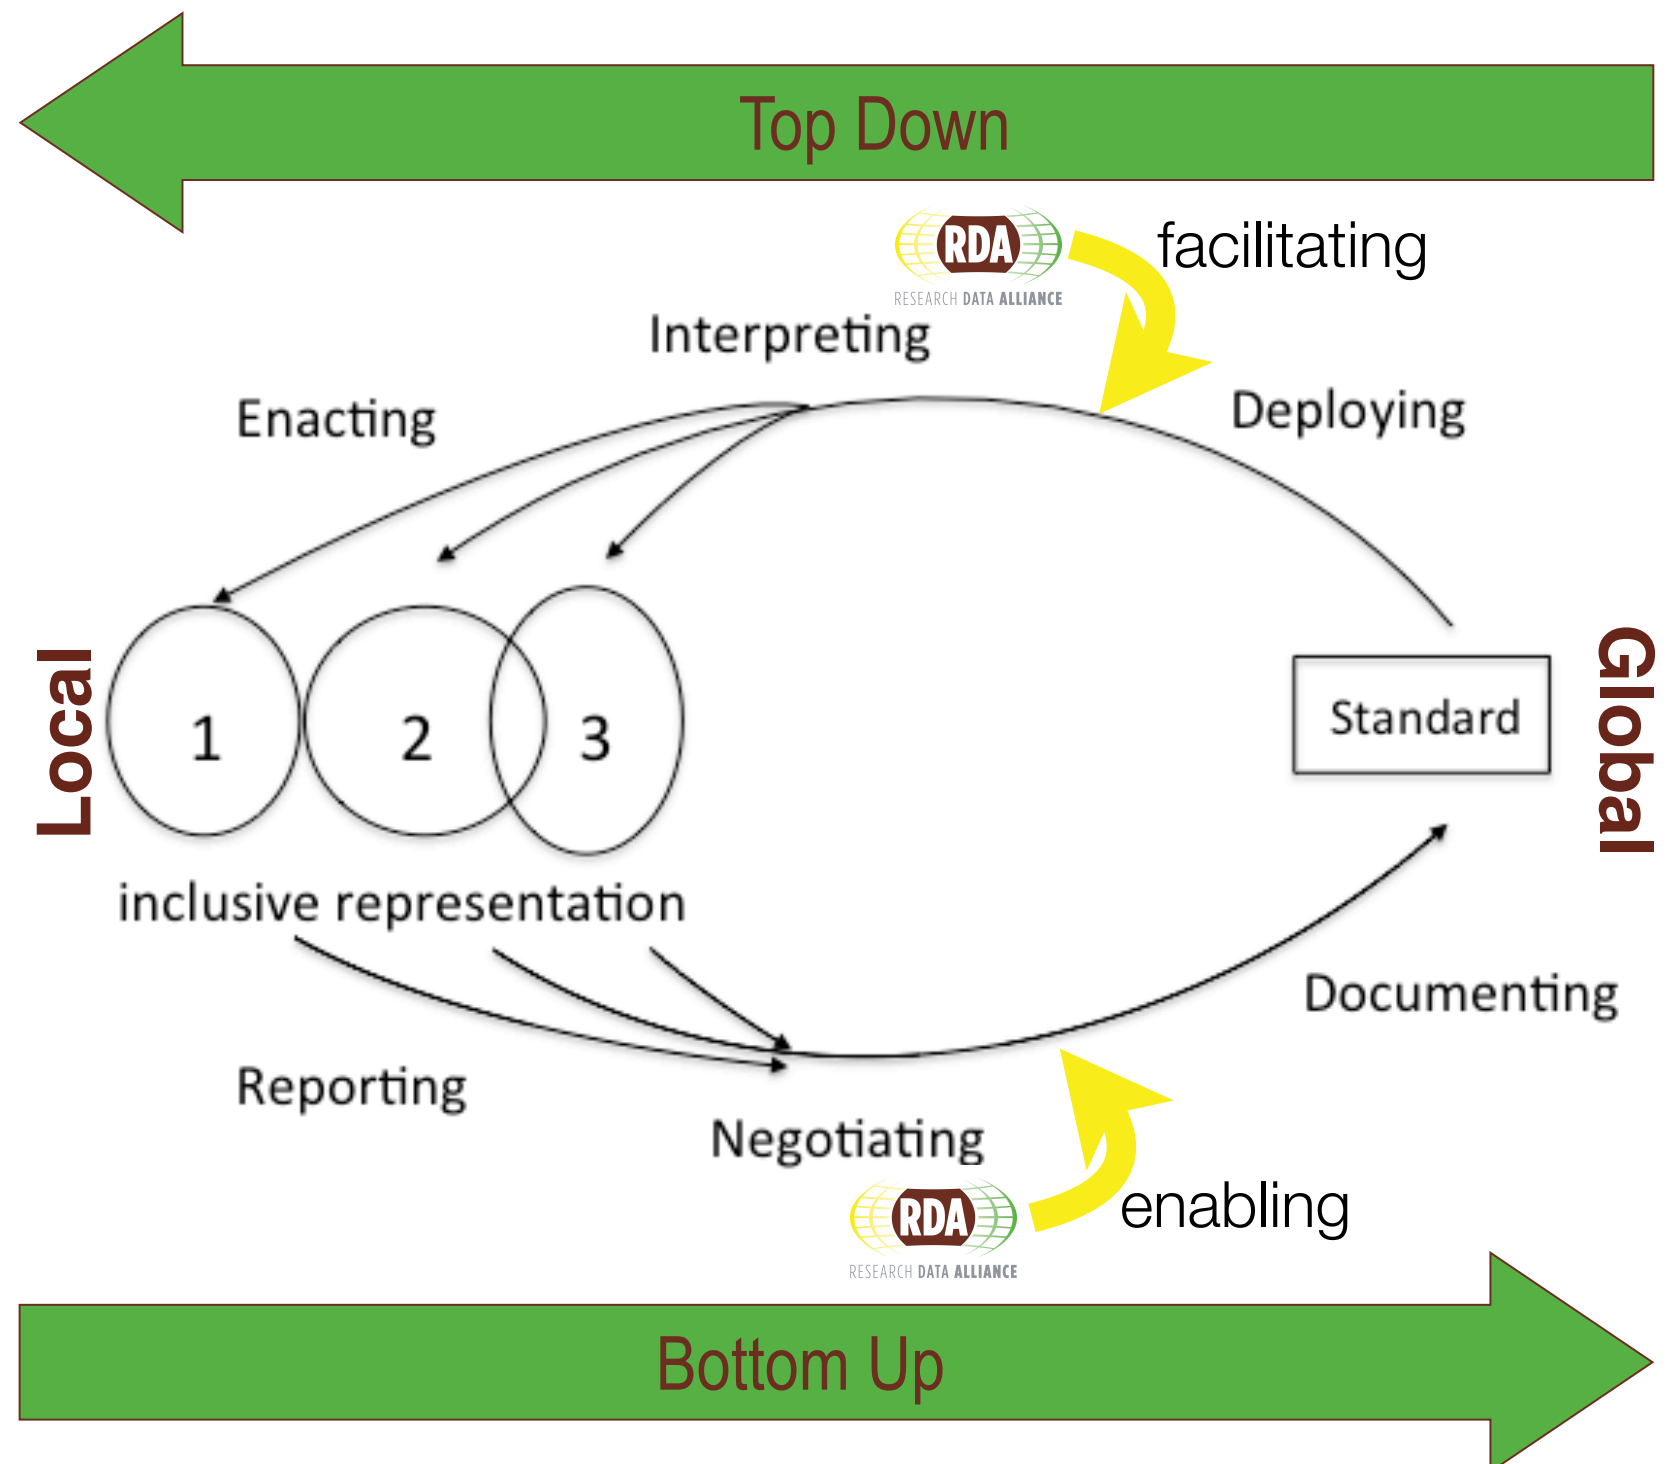 Top Down
RDA
RESEARCH DATA ALLIANCE
facilitating
Interpreting
Enacting
Deploying
Local
1
2
3
Standard
Global
inclusive representation
Documenting
Reporting
Negotiating
RDA
RESEARCH DATA ALLIANCE
enabling
Bottom Up